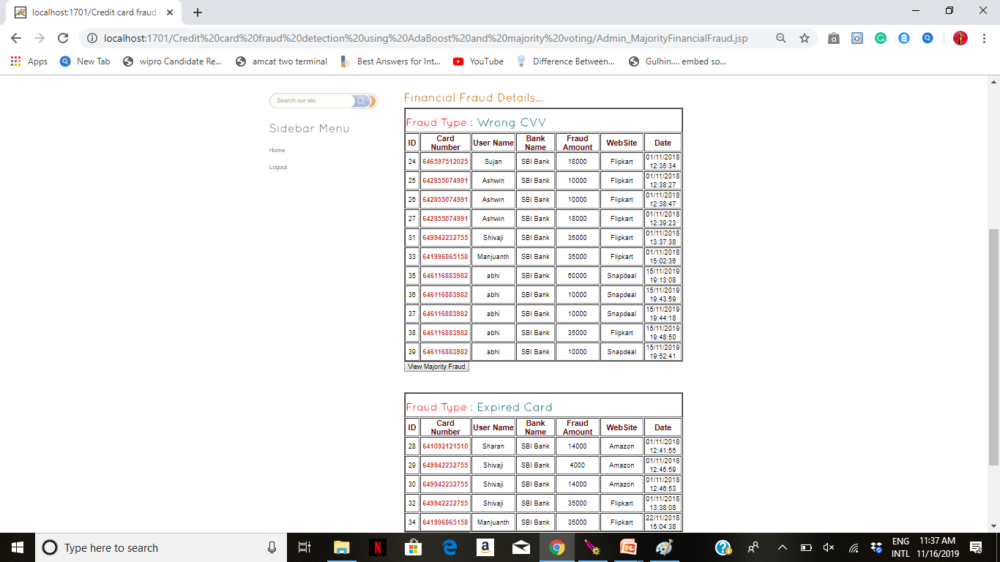 localhost:1701/Credit card fraud
localhost:1701/Credit%20card%20fraud%20detection%20using%20AdaBoost%20and%20majority%20voting/Admin_MajorityFinancialFraud.jsp
Apps New Tab wipro Candidate Re... amcat two terminal Best Answers for Int... YouTube Difference Between... Gulhin.... embed so...
Search our site:
Sidebar Menu
Home
Logout
Financial Fraud Details...
Fraud Type : Wrong CVV
ID Card Number User Name Bank Name Fraud Amount WebSite Date
24 646597512025 Sujan SBI Bank 18000 Flipkart 01/11/2018 12:35:34
25 642855074991 Ashwin SBI Bank 10000 Flipkart 01/11/2018 12:38:27
26 642855074991 Ashwin SBI Bank 10000 Flipkart 01/11/2018 12:38:47
27 642855074991 Ashwin SBI Bank 18000 Flipkart 01/11/2018 12:39:23
31 649942232755 Shivaji SBI Bank 35000 Flipkart 01/11/2018 13:37:38
33 641996865158 Manjuanth SBI Bank 35000 Flipkart 01/11/2018 15:02:36
35 646116883982 abhi SBI Bank 60000 Snapdeal 15/11/2019 19:13:08
36 646116883982 abhi SBI Bank 10000 Snapdeal 15/11/2019 19:43:59
37 646116883982 abhi SBI Bank 10000 Snapdeal 15/11/2019 19:44:18
38 646116883982 abhi SBI Bank 35000 Flipkart 15/11/2019 19:48:50
39 646116883982 abhi SBI Bank 10000 Snapdeal 15/11/2019 19:52:41
View Majority Fraud
Fraud Type : Expired Card
ID Card Number User Name Bank Name Fraud Amount WebSite Date
28 641092121510 Sharan SBI Bank 14000 Amazon 01/11/2018 12:41:55
29 649942232755 Shivaji SBI Bank 4000 Amazon 01/11/2018 12:45:59
30 649942232755 Shivaji SBI Bank 14000 Amazon 01/11/2018 12:46:53
32 649942232755 Shivaji SBI Bank 35000 Flipkart 01/11/2018 13:38:08
34 641996865158 Manjuanth SBI Bank 35000 Flipkart 22/11/2018 15:04:38
Type here to search
ENG 11:37 AM
INTL 11/16/2019